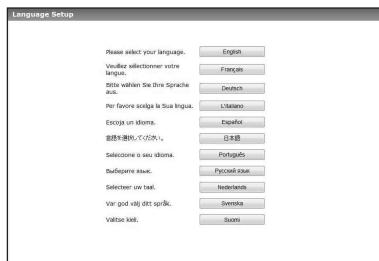 Language Setup
Please select your language.
English
Veuillez sélectionner votre
langue.
Français
Bitte wählen Sie Ihre Sprache
aus.
Deutsch
Per favore scelga la Sua lingua.
L'italiano
Escoja un idioma.
Español
言語を選択してください。
日本語
Seleccione o seu idioma.
Português
Выберите язык.
Русский язык
Selecteer uw taal.
Nederlands
Var god välj ditt språk.
Svenska
Valitse kieli.
Suomi